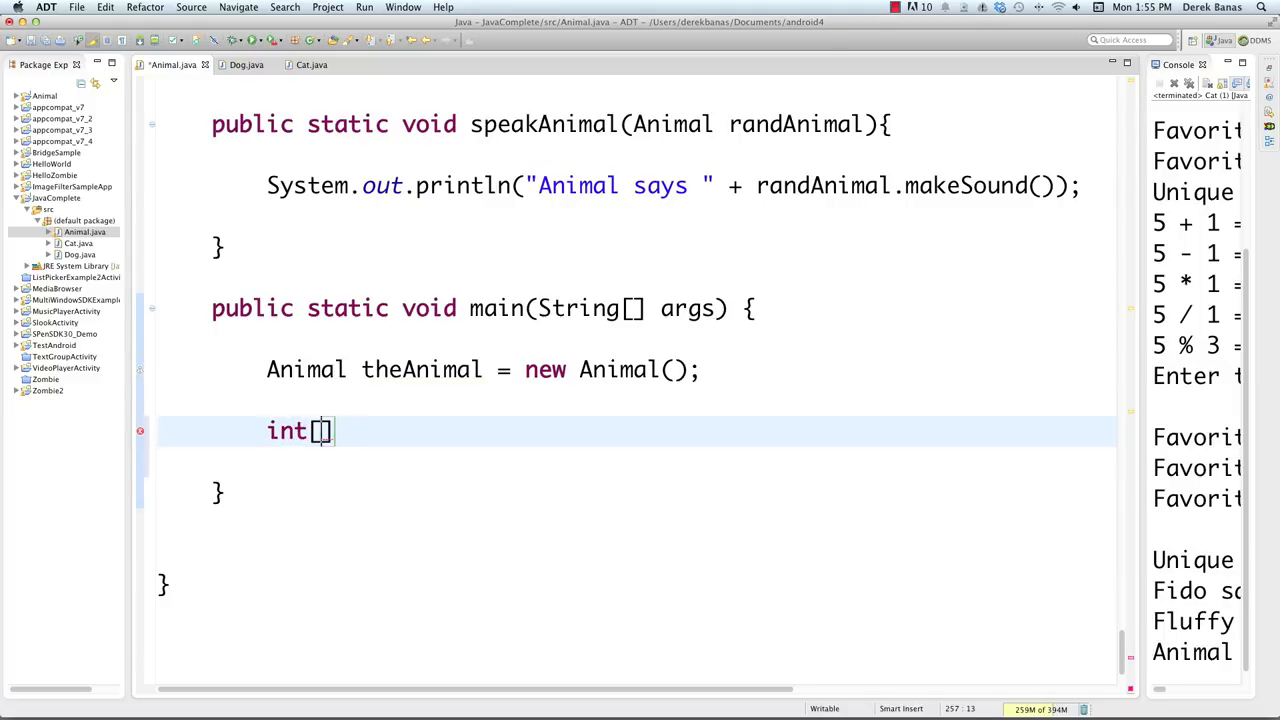 ADT File Edit Refactor Source Navigate Search Project Run Window Help 10 Mon 1:55 PM Derek Banas
Java - JavaComplete/src/Animal.java - ADT - /Users/derekbanas/Documents/android4
Quick Access Java DDMS
Package Exp
*Animal.java Dog.java Cat.java
Console
<terminated> Cat (1) [Java
Animal
appcompat_v7
appcompat_v7_2
appcompat_v7_3
appcompat_v7_4
BridgeSample
HelloWorld
HelloZombie
ImageFilterSampleApp
JavaComplete
src
(default package)
Animal.java
Cat.java
Dog.java
JRE System Library [Ja
ListPickerExample2Activi
MediaBrowser
MultiWindowSDKExample
MusicPlayerActivity
SlookActivity
SPenSDK30_Demo
TestAndroid
TextGroupActivity
VideoPlayerActivity
Zombie
Zombie2
public static void speakAnimal(Animal randAnimal){
System.out.println("Animal says " + randAnimal.makeSound());
}
public static void main(String[] args) {
Animal theAnimal = new Animal();
int[]
}
}
Favorit
Favorit
Unique
5 + 1 =
5 - 1 =
5 * 1 =
5 / 1 =
5 % 3 =
Enter t
Favorit
Favorit
Favorit
Unique
Fido sa
Fluffy
Animal
Writable Smart Insert 257 : 13 259M of 394M